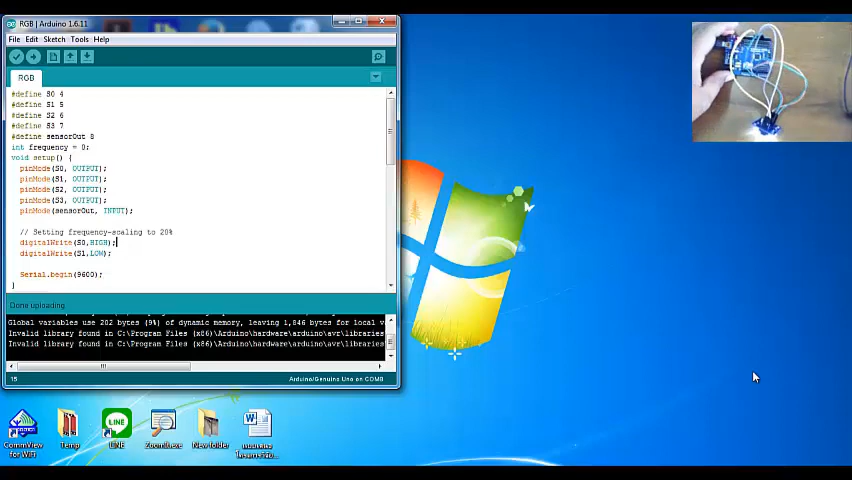 RGB | Arduino 1.6.11
File Edit Sketch Tools Help
RGB
#define S0 4
#define S1 5
#define S2 6
#define S3 7
#define sensorOut 8
int frequency = 0;
void setup() {
pinMode(S0, OUTPUT);
pinMode(S1, OUTPUT);
pinMode(S2, OUTPUT);
pinMode(S3, OUTPUT);
pinMode(sensorOut, INPUT);
// Setting frequency-scaling to 20%
digitalWrite(S0,HIGH);
digitalWrite(S1,LOW);
Serial.begin(9600);
}
Done uploading
Global variables use 202 bytes (9%) of dynamic memory, leaving 1,846 bytes for local v
Invalid library found in C:\Program Files (x86)\Arduino\hardware\arduino\avr\libraries
Invalid library found in C:\Program Files (x86)\Arduino\hardware\arduino\avr\libraries
15
Arduino/Genuino Uno on COM8
CommView for WiFi
Temp
LINE
LINE
ZoomIt.exe
New folder